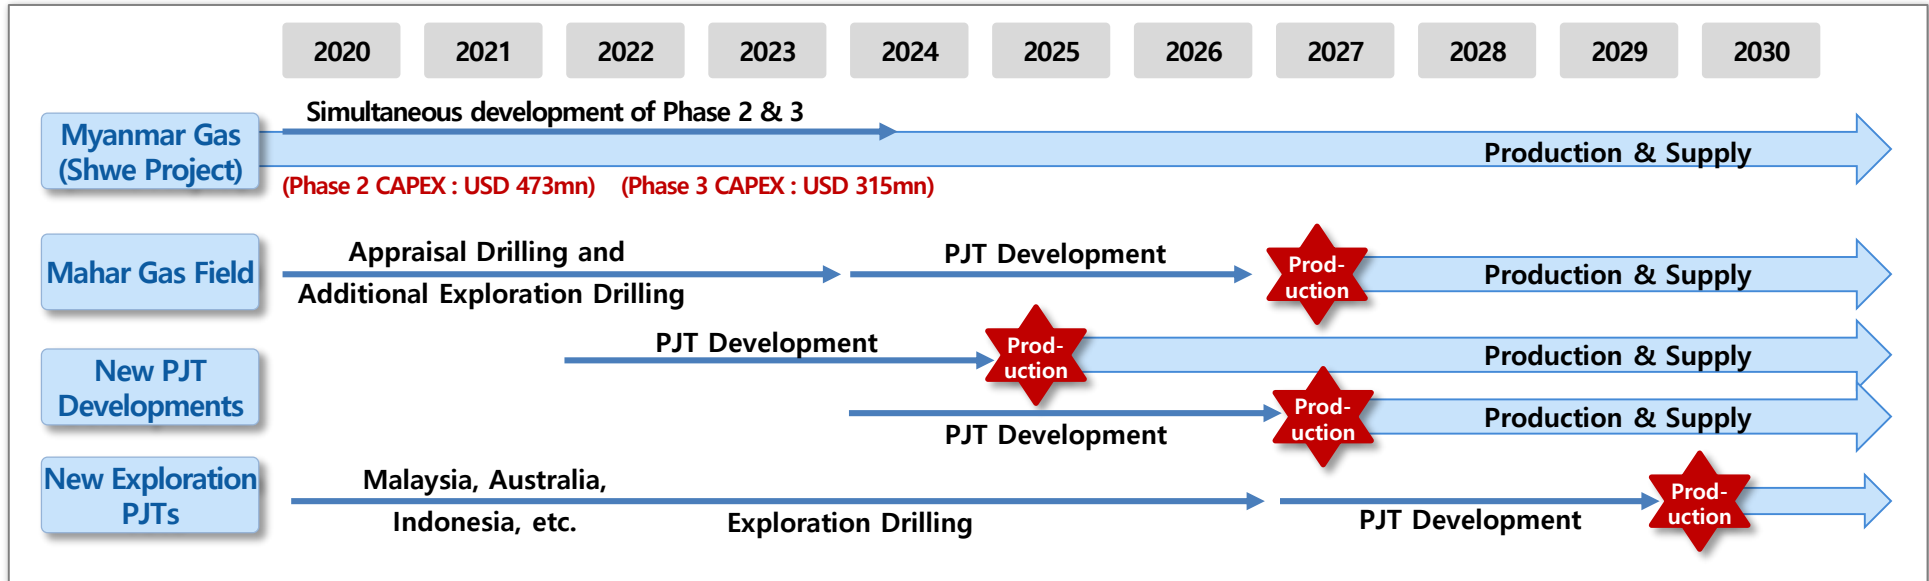 2020 2021 2022 2023 2024 2025 2026 2027 2028 2029 2030
Simultaneous development of Phase 2 & 3
Myanmar Gas
(Shwe Project)
Production & Supply
(Phase 2 CAPEX : USD 473mn) (Phase 3 CAPEX : USD 315mn)
Mahar Gas Field
Appraisal Drilling and
Additional Exploration Drilling
PJT Development
Prod-
uction
Production & Supply
New PJT
Developments
PJT Development
Prod-
uction
Production & Supply
PJT Development
Prod-
uction
Production & Supply
New Exploration
PJTs
Malaysia, Australia,
Indonesia, etc.
Exploration Drilling
PJT Development
Prod-
uction